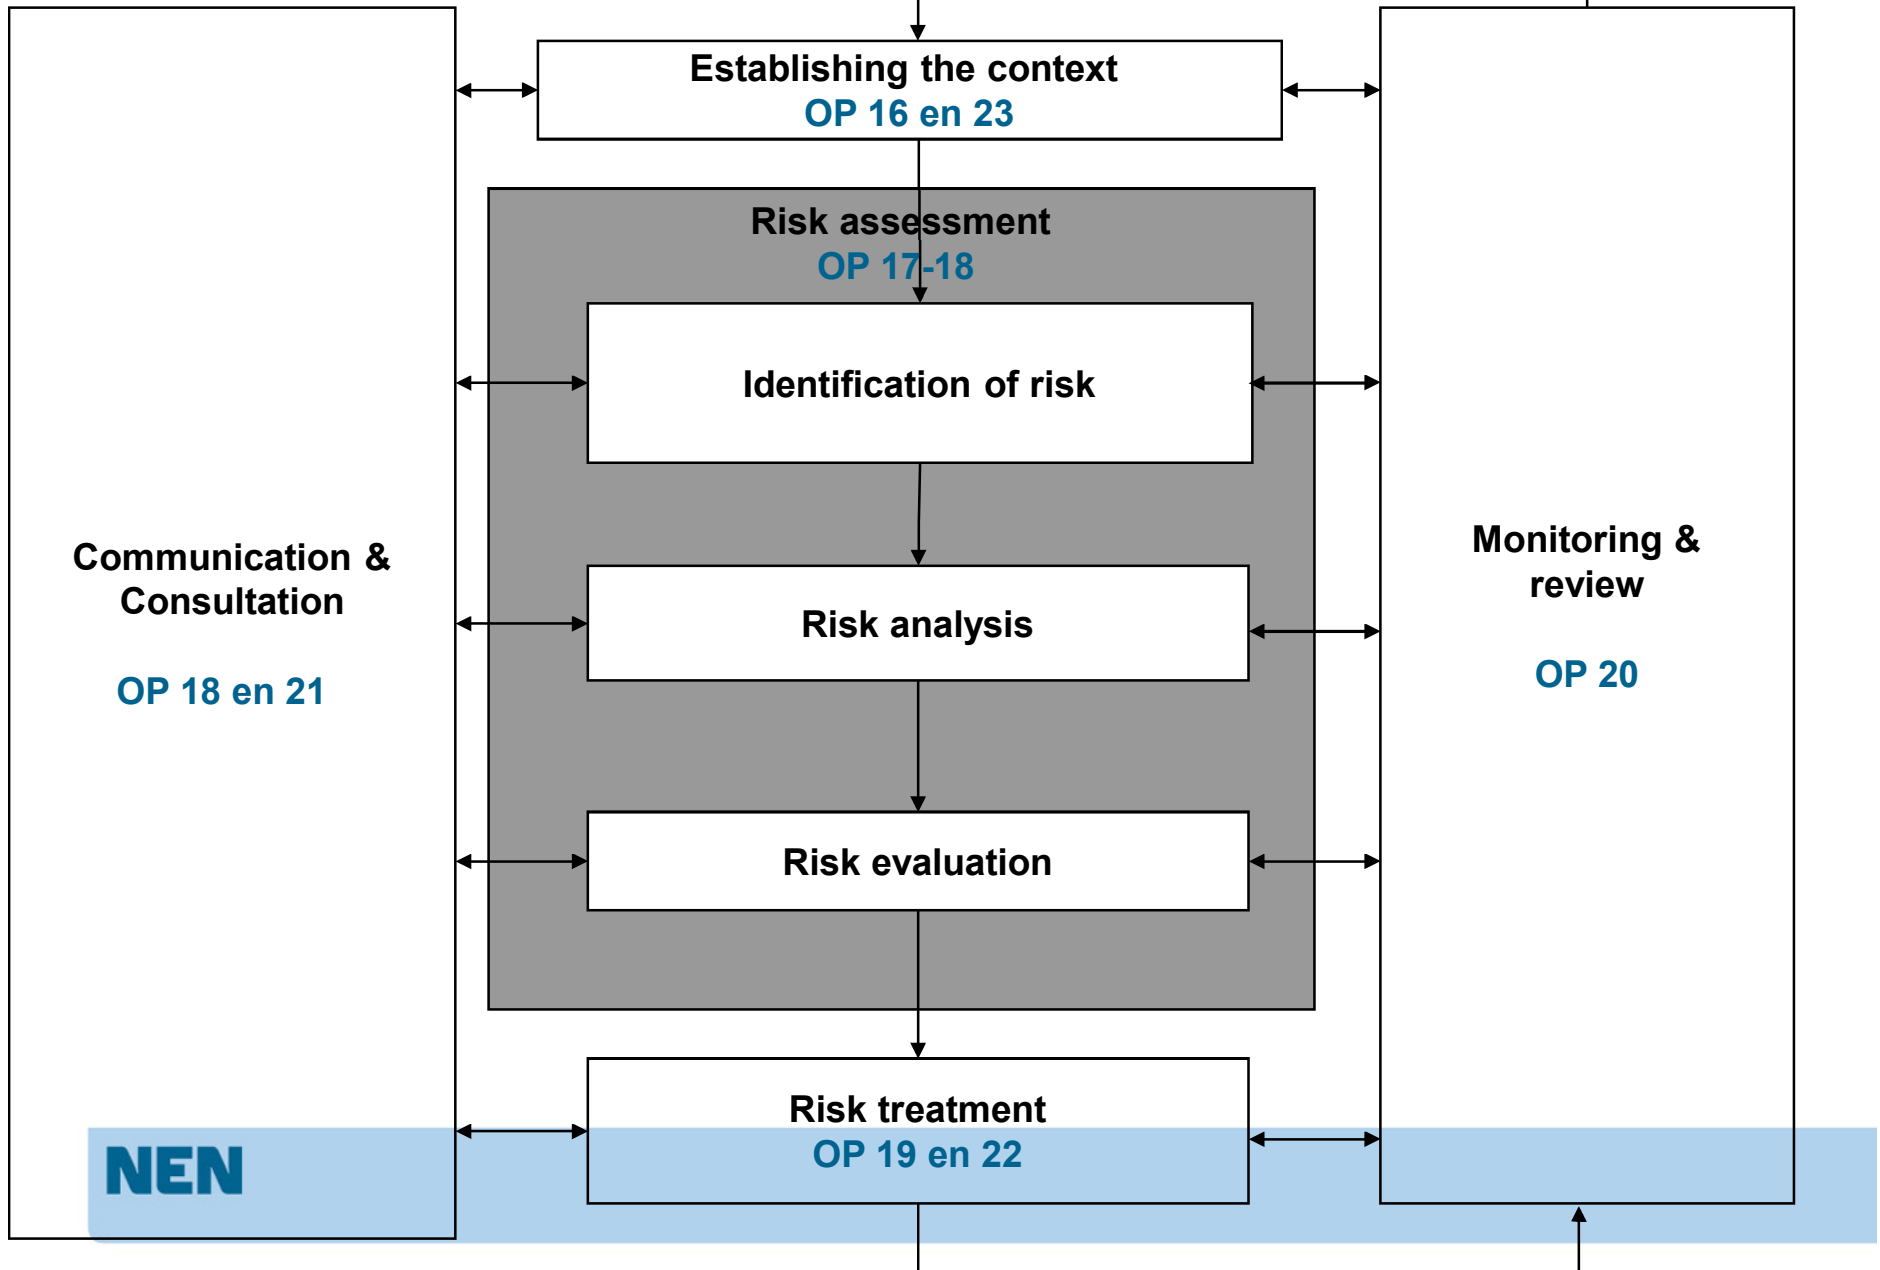 Establishing the context
OP 16 en 23
Risk assessment
OP 17-18
Identification of risk
Communication &
Consultation
OP 18 en 21
Risk analysis
Monitoring &
review
OP 20
Risk evaluation
Risk treatment
OP 19 en 22
NEN